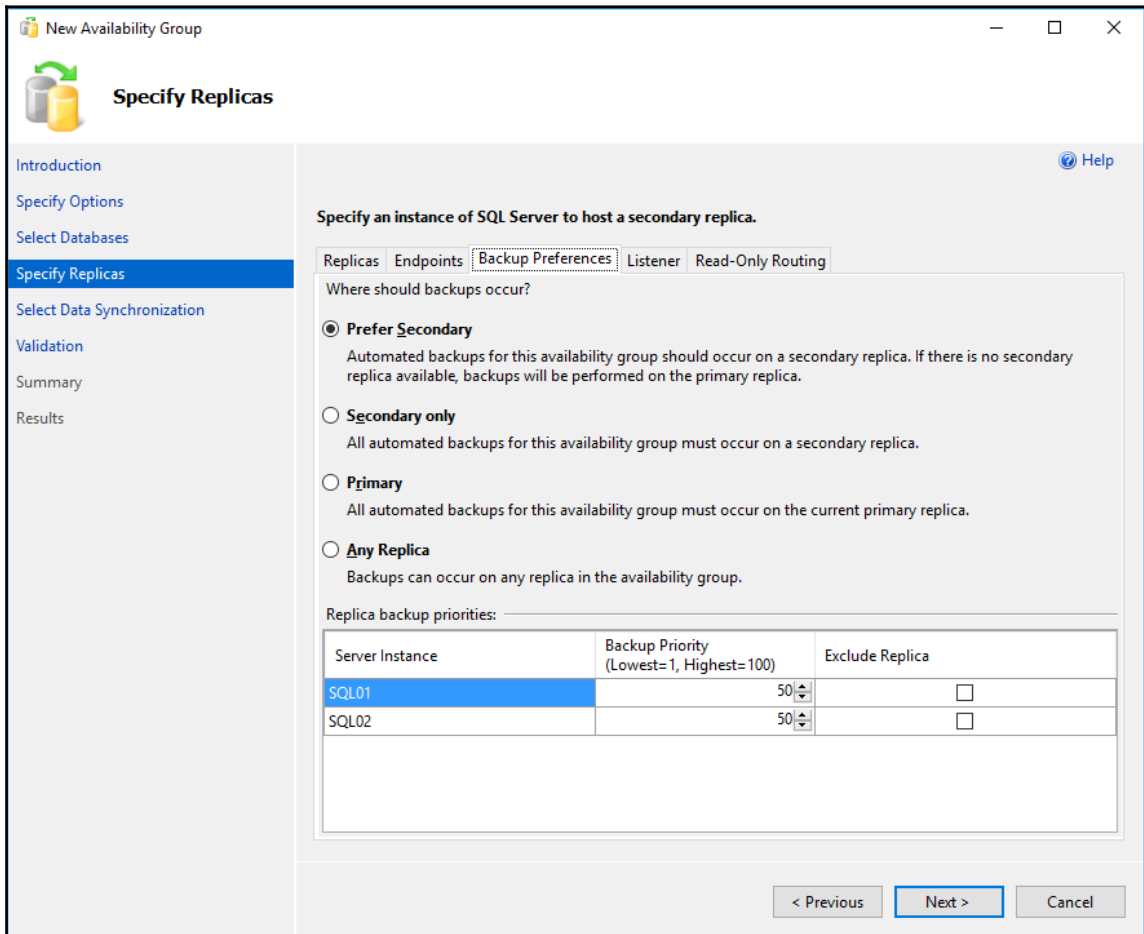 New Availability Group
Specify Replicas
Introduction
Specify Options
Select Databases
Specify Replicas
Select Data Synchronization
Validation
Summary
Results
Help
Specify an instance of SQL Server to host a secondary replica.
Replicas Endpoints Backup Preferences Listener Read-Only Routing
Where should backups occur?
Prefer Secondary
Automated backups for this availability group should occur on a secondary replica. If there is no secondary
replica available, backups will be performed on the primary replica.
Secondary only
All automated backups for this availability group must occur on a secondary replica.
Primary
All automated backups for this availability group must occur on the current primary replica.
Any Replica
Backups can occur on any replica in the availability group.
Replica backup priorities:
Server Instance
Backup Priority
(Lowest=1, Highest=100)
Exclude Replica
SQL01 50
SQL02 50
< Previous Next > Cancel